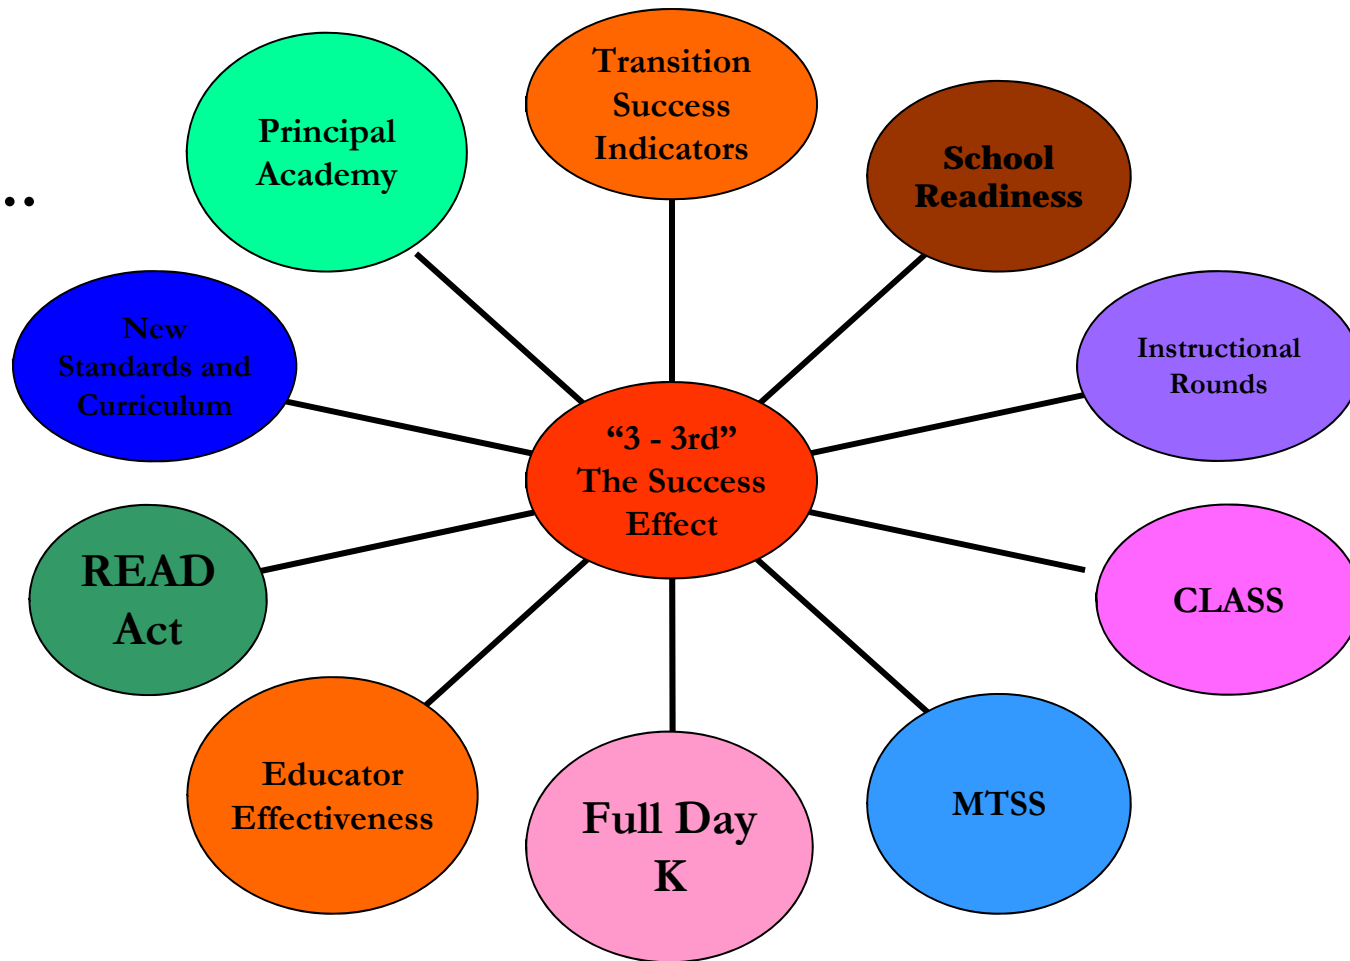 Transition
Success
Indicators
Principal
Academy
School
Readiness
..
New
Standards and
Curriculum
Instructional
Rounds
“3 - 3rd”
The Success
Effect
READ
Act
CLASS
Educator
Effectiveness
Full Day
K
MTSS